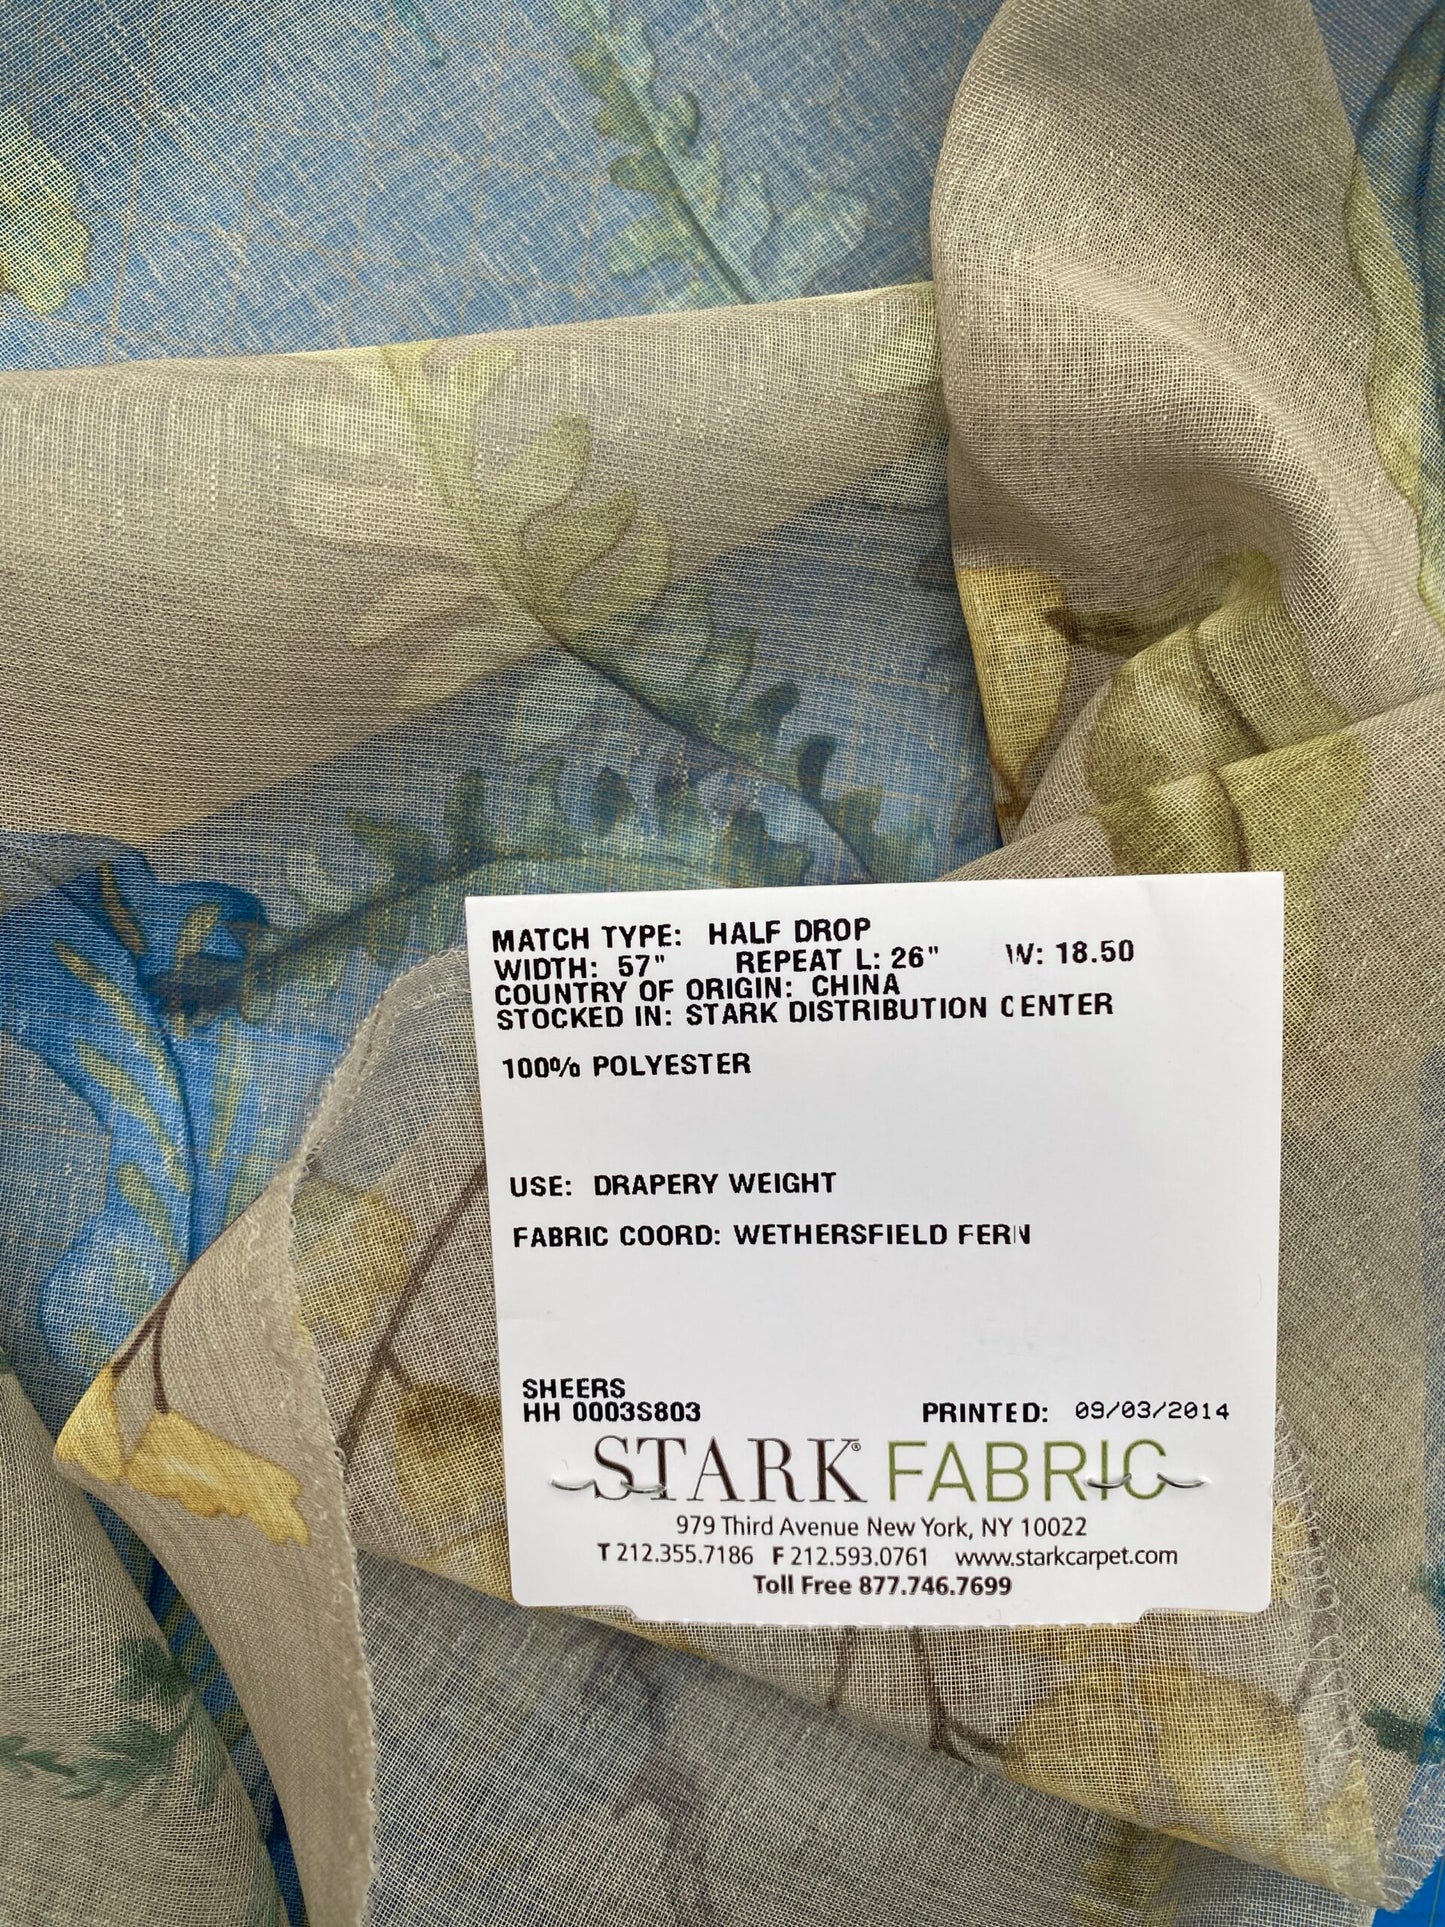 MATCH TYPE: HALF DROP
WIDTH: 57" REPEAT L: 26" W: 18.50
COUNTRY OF ORIGIN: CHINA
STOCKED IN: STARK DISTRIBUTION CENTER
100% POLYESTER
USE: DRAPERY WEIGHT
FABRIC COORD: WETHERSFIELD FERN
SHEERS
HH 0003S803 PRINTED: 09/03/2014
STARK® FABRIC
979 Third Avenue New York, NY 10022
T 212.355.7186 F 212.593.0761 www.starkcarpet.com
Toll Free 877.746.7699